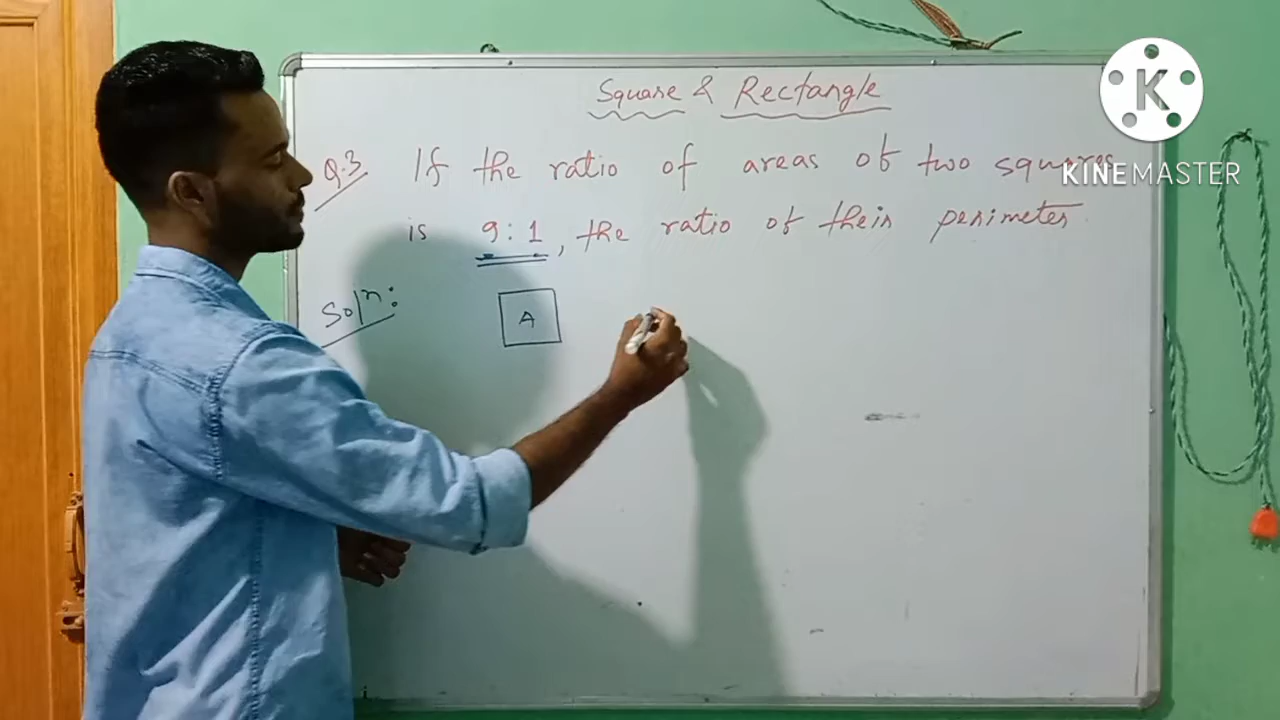 Square & Rectangle
Q.3 If the ratio of areas of two squares
is 9:1, the ratio of their perimeter
Soln:
A
K
KINEMASTER